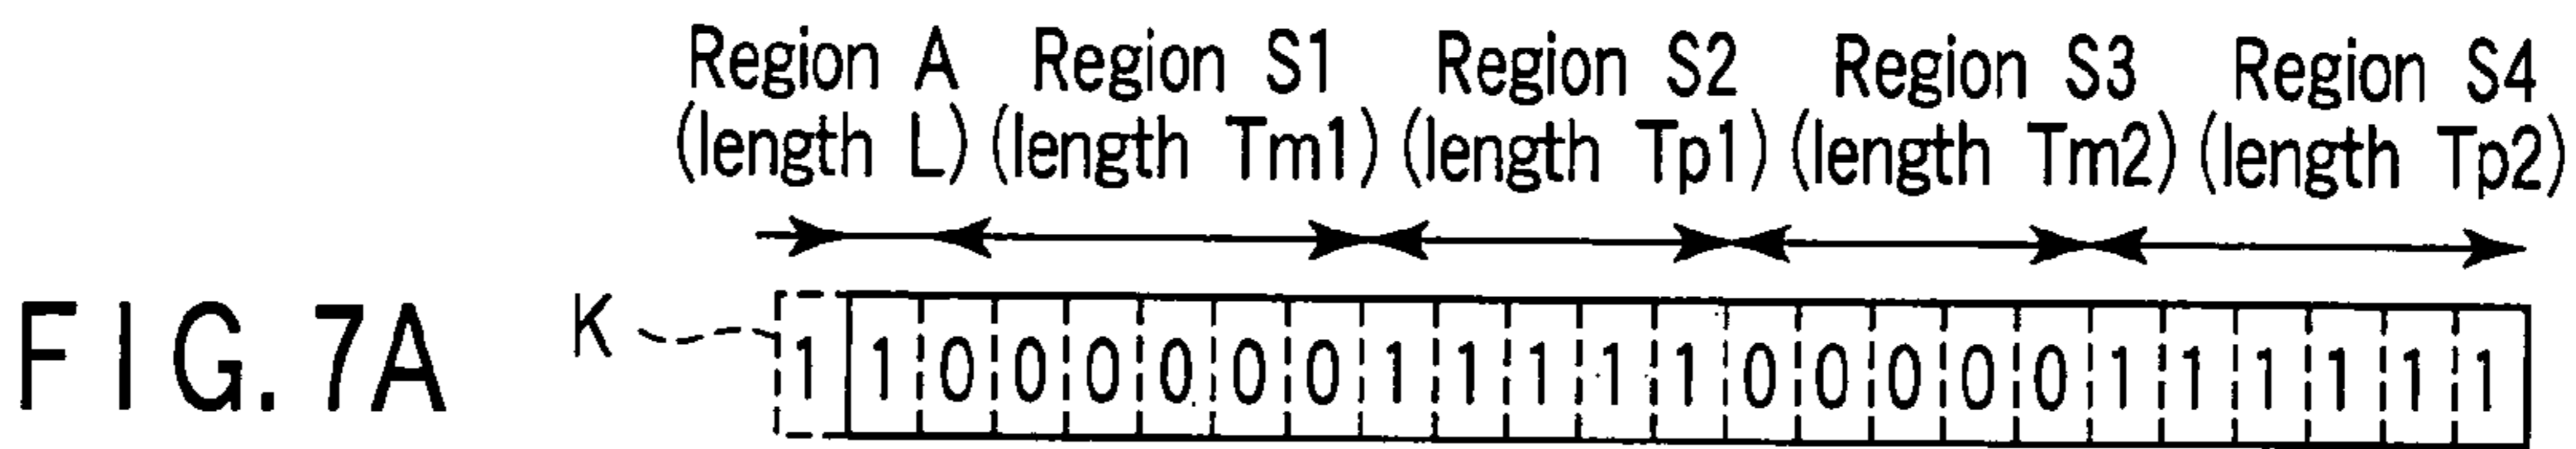 Region A Region S1 Region S2 Region S3 Region S4
(length L) (length Tm1) (length Tp1) (length Tm2) (length Tp2)
FIG. 7A K 1 1 0 0 0 0 0 0 1 1 1 1 1 0 0 0 0 0 1 1 1 1 1 1